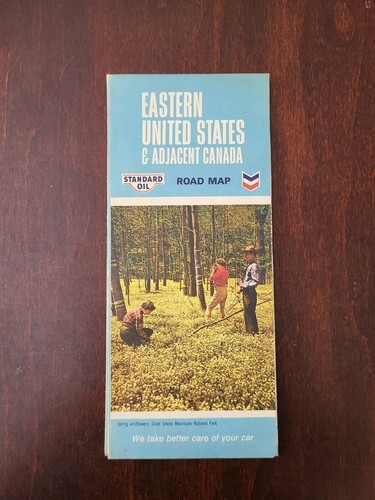 EASTERN
UNITED STATES
& ADJACENT CANADA
STANDARD
OIL
ROAD MAP
Spring wildflowers, Great Smoky Mountains National Park.
We take better care of your car